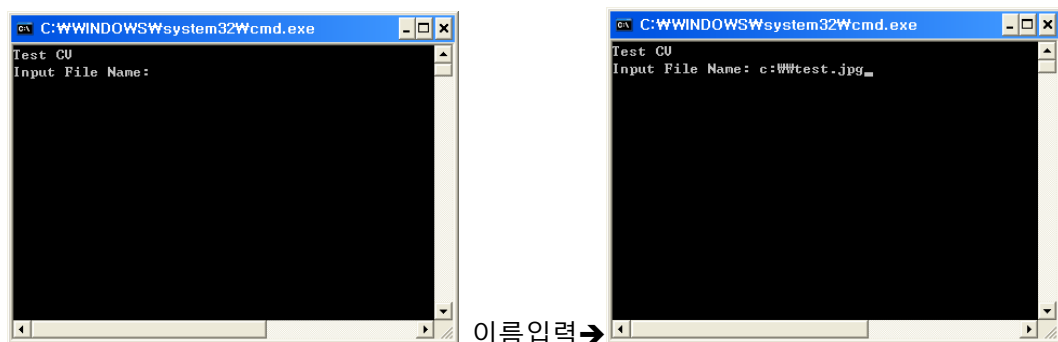 C:₩WINDOWS₩system32₩cmd.exe
Test CV
Input File Name:
이름입력➔
C:₩WINDOWS₩system32₩cmd.exe
Test CV
Input File Name: c:₩₩test.jpg_